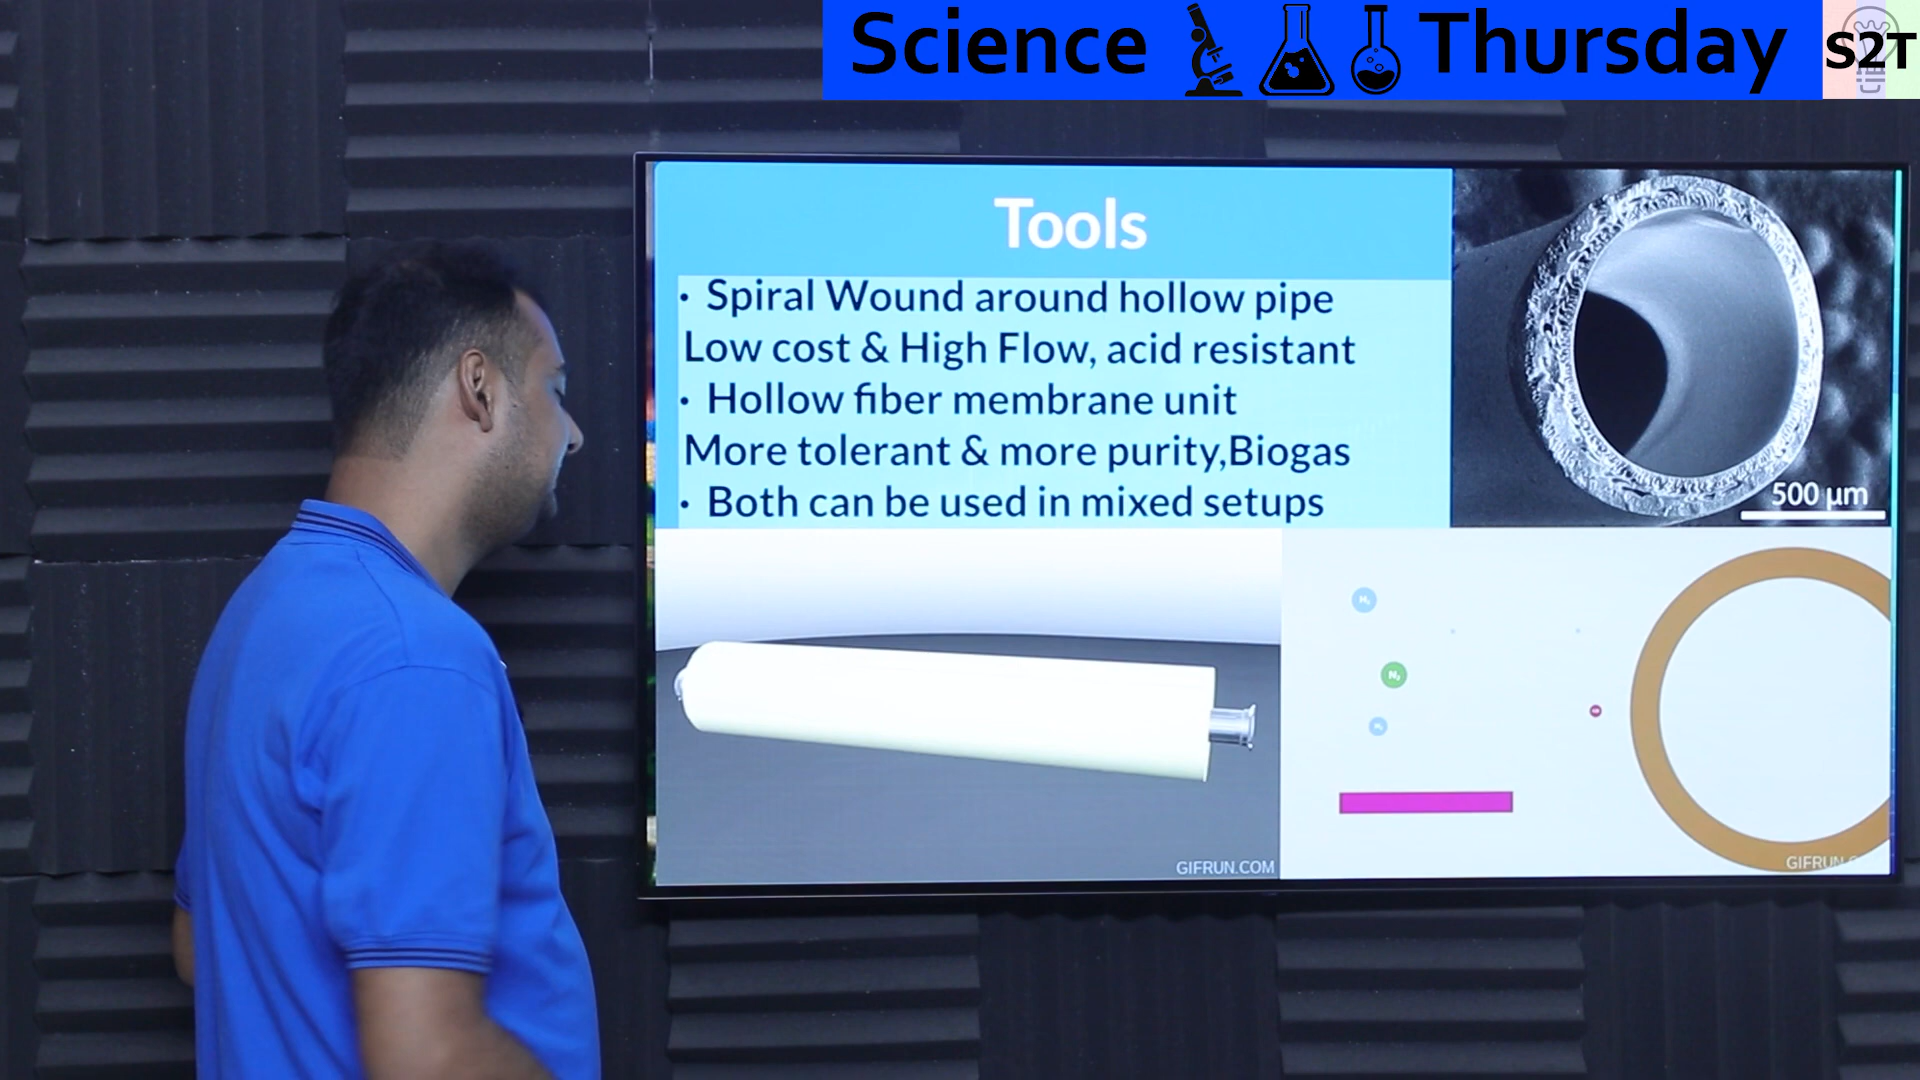 Science Thursday
S2T
Tools
• Spiral Wound around hollow pipe
Low cost & High Flow, acid resistant
• Hollow fiber membrane unit
More tolerant & more purity,Biogas
• Both can be used in mixed setups
500 µm
N₂
GIFRUN.COM